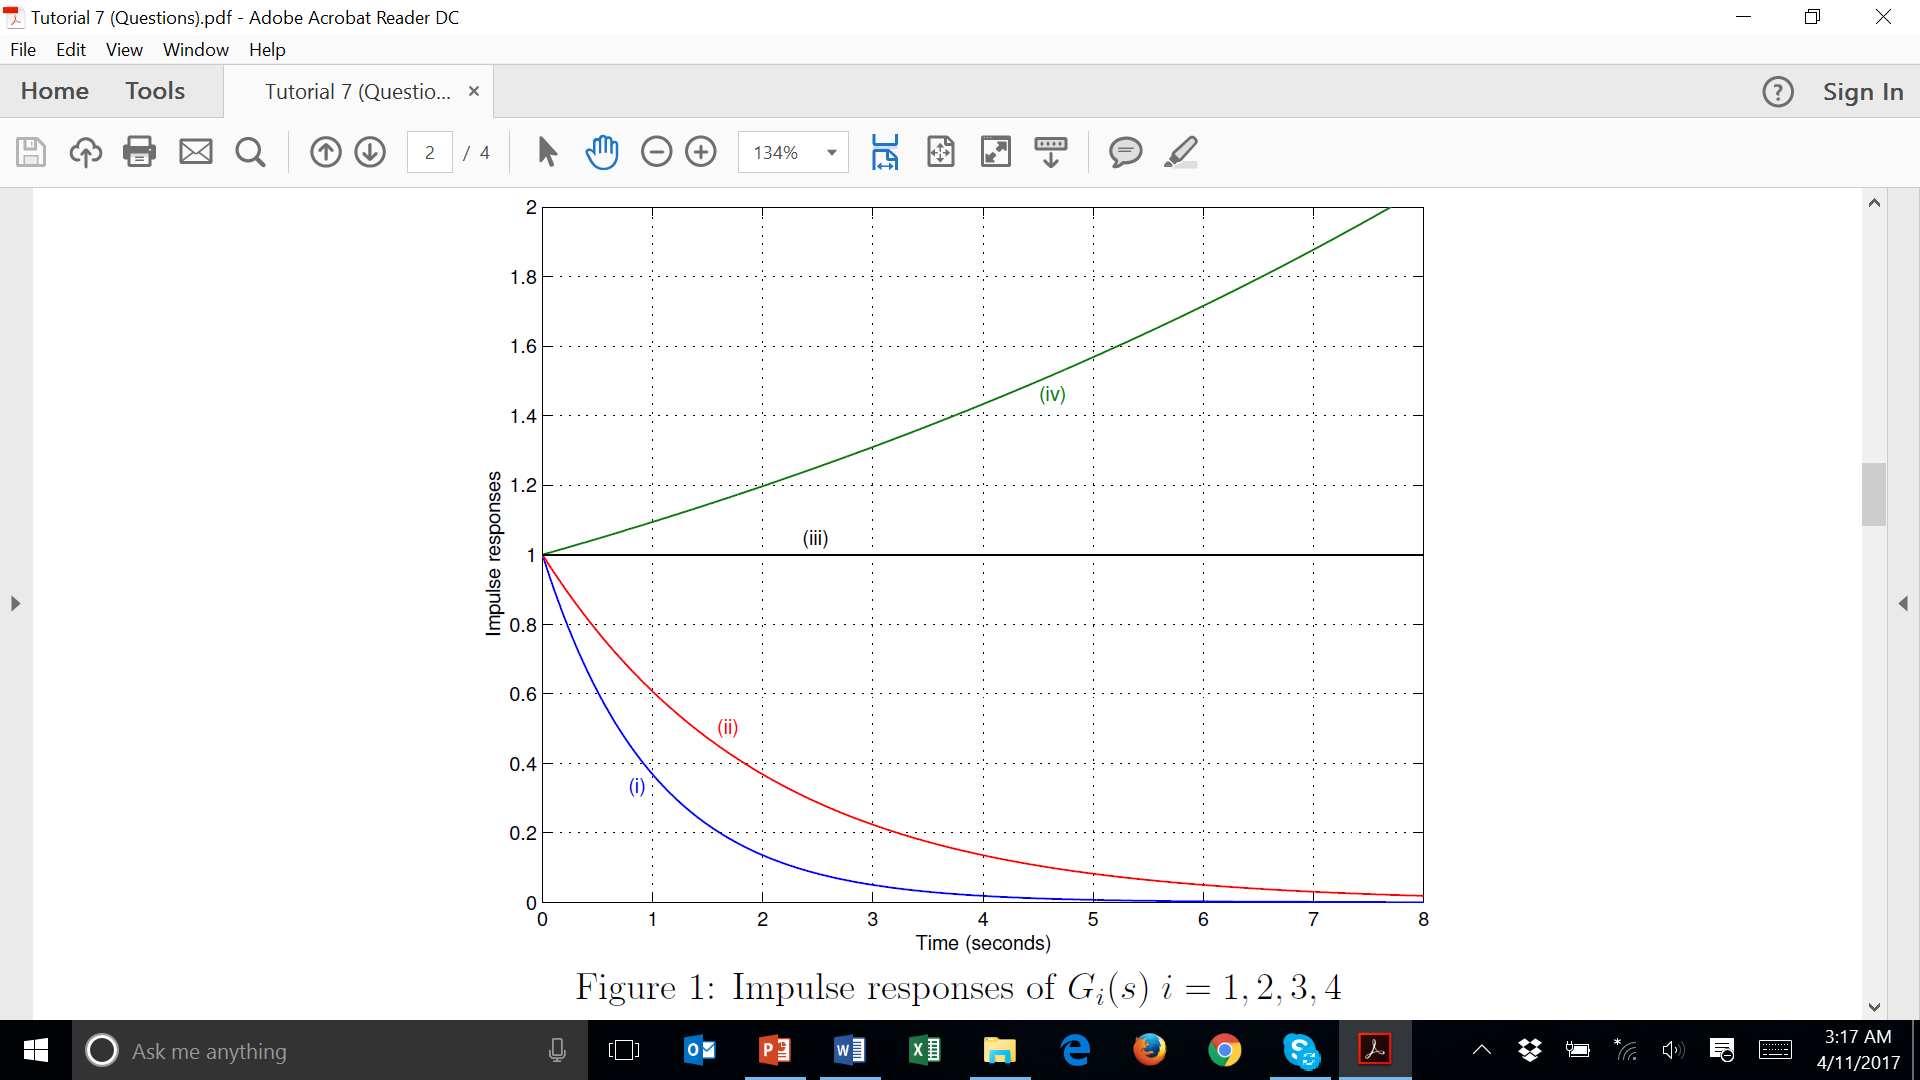 Tutorial 7 (Questions).pdf - Adobe Acrobat Reader DC
File Edit View Window Help
Home Tools Tutorial 7 (Questio... × ? Sign In
2 / 4 134%
2
1.8
1.6
(iv)
1.4
1.2
(iii)
1
Impulse responses
0.8
0.6
(ii)
0.4
(i)
0.2
0
0 1 2 3 4 5 6 7 8
Time (seconds)
Figure 1: Impulse responses of Gᵢ(s) i = 1, 2, 3, 4
Ask me anything
3:17 AM
4/11/2017